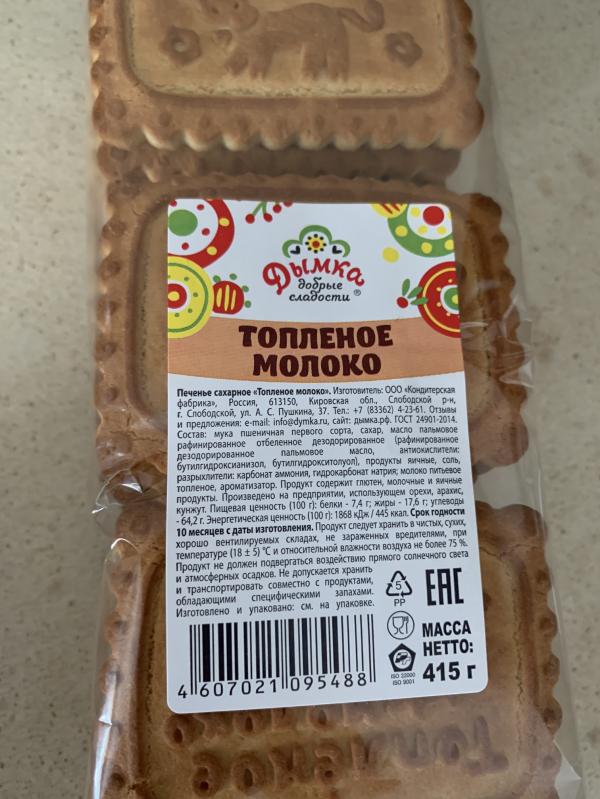 Дымка
добрые
сладости ®
ТОПЛЕНОЕ
МОЛОКО
Печенье сахарное «Топленое молоко». Изготовитель: ООО «Кондитерская
фабрика», Россия, 613150, Кировская обл., Слободской р-н,
г. Слободской, ул. А. С. Пушкина, 37. Тел.: +7 (83362) 4-23-61. Отзывы
и предложения: e-mail: info@dymka.ru, сайт: дымка.рф. ГОСТ 24901-2014.
Состав: мука пшеничная первого сорта, сахар, масло пальмовое
рафинированное отбеленное дезодорированное (рафинированное
дезодорированное пальмовое масло, антиокислители:
бутилгидроксианизол, бутилгидрокситолуол), продукты яичные, соль,
разрыхлители: карбонат аммония, гидрокарбонат натрия; молоко питьевое
топленое, ароматизатор. Продукт содержит глютен, молочные и яичные
продукты. Произведено на предприятии, использующем орехи, арахис,
кунжут. Пищевая ценность (100 г): белки - 7,4 г; жиры - 17,6 г; углеводы
- 64,2 г. Энергетическая ценность (100 г): 1868 кДж / 445 ккал. Срок годности
10 месяцев с даты изготовления. Продукт следует хранить в чистых, сухих,
хорошо вентилируемых складах, не зараженных вредителями, при
температуре (18 ± 5) °С и относительной влажности воздуха не более 75 %.
Продукт не должен подвергаться воздействию прямого солнечного света
и атмосферных осадков. Не допускается хранить
и транспортировать совместно с продуктами,
обладающими специфическими запахами.
Изготовлено и упаковано: см. на упаковке.
5
PP
EAC
МАССА
НЕТТО:
415 г
ISO 22000
ISO 9001
4 607021 095488
Топленое
молоко